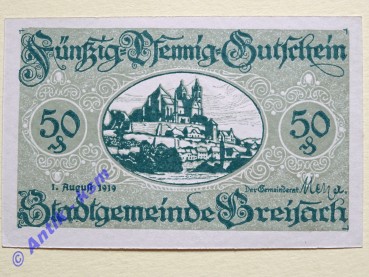 Fünfzig-Pfennig-Gutschein
50 ₰ 50 ₰
1. August 1919 Der Gemeinderat:
Stadtgemeinde Breisach